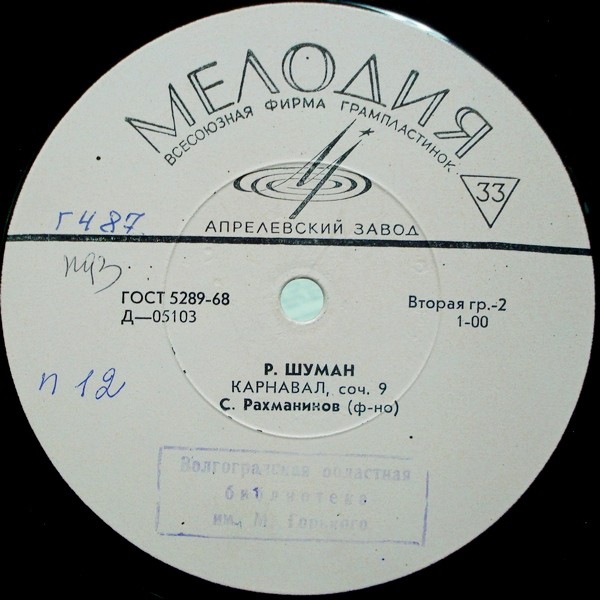 МЕЛОДИЯ
ВСЕСОЮЗНАЯ ФИРМА ГРАМПЛАСТИНОК
33
АПРЕЛЕВСКИЙ ЗАВОД
Г487
ГОСТ 5289-68
Д—05103
Вторая гр.-2
1-00
п 12
Р. ШУМАН
КАРНАВАЛ, соч. 9
С. Рахманинов (ф-но)
Волгоградская областная
библиотека
им. М. Горького